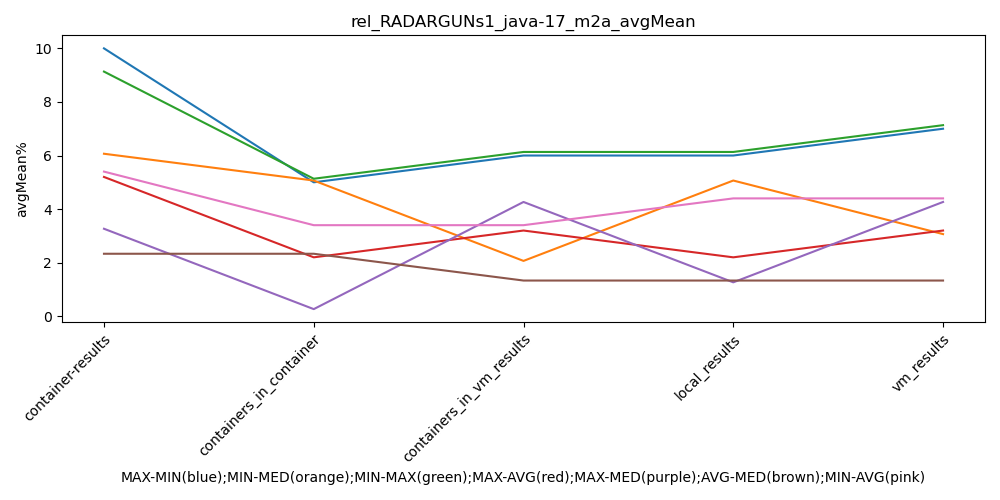 rel_RADARGUNs1_java-17_m2a_avgMean
avgMean%
10
8
6
4
2
0
container-results
containers_in_container
containers_in_vm_results
local_results
vm_results
MAX-MIN(blue);MIN-MED(orange);MIN-MAX(green);MAX-AVG(red);MAX-MED(purple);AVG-MED(brown);MIN-AVG(pink)